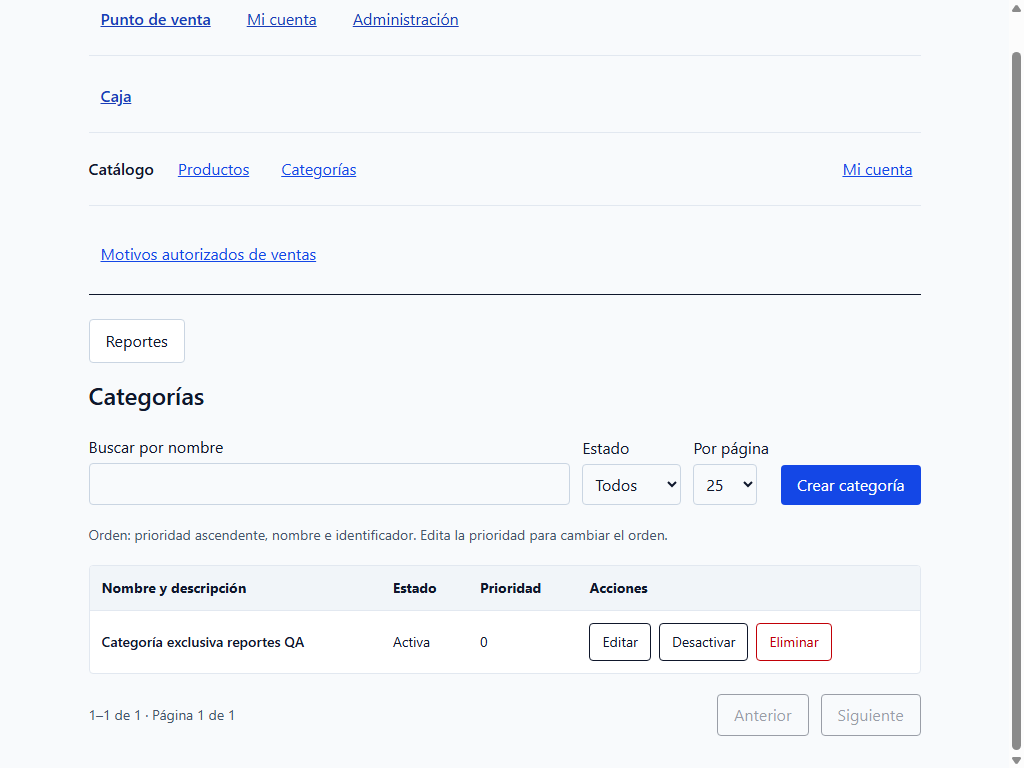 Punto de venta Mi cuenta Administración
Caja
Catálogo Productos Categorías Mi cuenta
Motivos autorizados de ventas
Reportes
Categorías
Buscar por nombre Estado Por página
Todos 25 Crear categoría
Orden: prioridad ascendente, nombre e identificador. Edita la prioridad para cambiar el orden.
Nombre y descripción Estado Prioridad Acciones
Categoría exclusiva reportes QA Activa 0 Editar Desactivar Eliminar
1–1 de 1 · Página 1 de 1 Anterior Siguiente